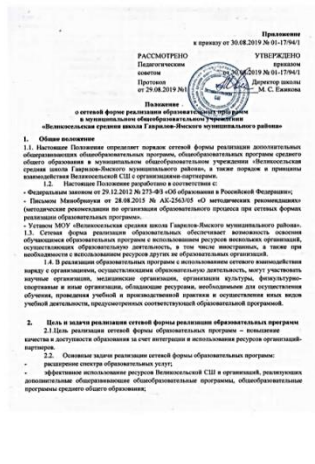 Приложение
к приказу от 30.08.2019 № 01-17/94/1
РАССМОТРЕНО УТВЕРЖДЕНО
Педагогическим приказом
советом от 30.08.2019 № 01-17/94/1
Протокол Директор школы
от 29.08.2019 №1 М. С. Ежикова
Положение
о сетевой форме реализации образовательных программ
в муниципальном общеобразовательном учреждении
«Великосельская средняя школа Гаврилов-Ямского муниципального района»
1. Общие положение
1.1. Настоящее Положение определяет порядок сетевой формы реализации дополнительных
общеразвивающих общеобразовательных программ, общеобразовательных программ среднего
общего образования в муниципальном общеобразовательном учреждении «Великосельская
средняя школа Гаврилов-Ямского муниципального района», а также порядок и принципы
взаимодействия Великосельской СШ с организациями-партнерами.
1.2. Настоящее Положение разработано в соответствии с:
- Федеральным законом от 29.12.2012 № 273-ФЗ «Об образовании в Российской Федерации»;
- Письмом Минобрнауки от 28.08.2015 № АК-2563/05 «О методических рекомендациях»
(методические рекомендации по организации образовательного процесса при сетевых формах
реализации образовательных программ».
- Уставом МОУ «Великосельская средняя школа Гаврилов-Ямского муниципального района».
1.3. Сетевая форма реализации образовательных обеспечивает возможность освоения
обучающимся образовательных программ с использованием ресурсов нескольких организаций,
осуществляющих образовательную деятельность, в том числе иностранных, а также при
необходимости с использованием ресурсов других не образовательных организаций.
1.4. В реализации образовательных программ с использованием сетевого взаимодействия
наряду с организациями, осуществляющими образовательную деятельность, могут участвовать
научные организации, медицинские организации, организации культуры, физкультурно-
спортивные и иные организации, обладающие ресурсами, необходимыми для осуществления
обучения, проведения учебной и производственной практики и осуществления иных видов
учебной деятельности, предусмотренных соответствующей образовательной программой.
2. Цель и задачи реализации сетевой формы реализации образовательных программ
2.1.Цель реализации сетевой формы образовательных программ – повышение
качества и доступности образования за счет интеграции и использования ресурсов организаций-
партнеров.
2.2. Основные задачи реализации сетевой формы образовательных программ:
- расширение спектра образовательных услуг;
- эффективное использование ресурсов Великосельской СШ и организаций, реализующих
дополнительные общеразвивающие общеобразовательные программы, общеобразовательные
программы среднего общего образования;